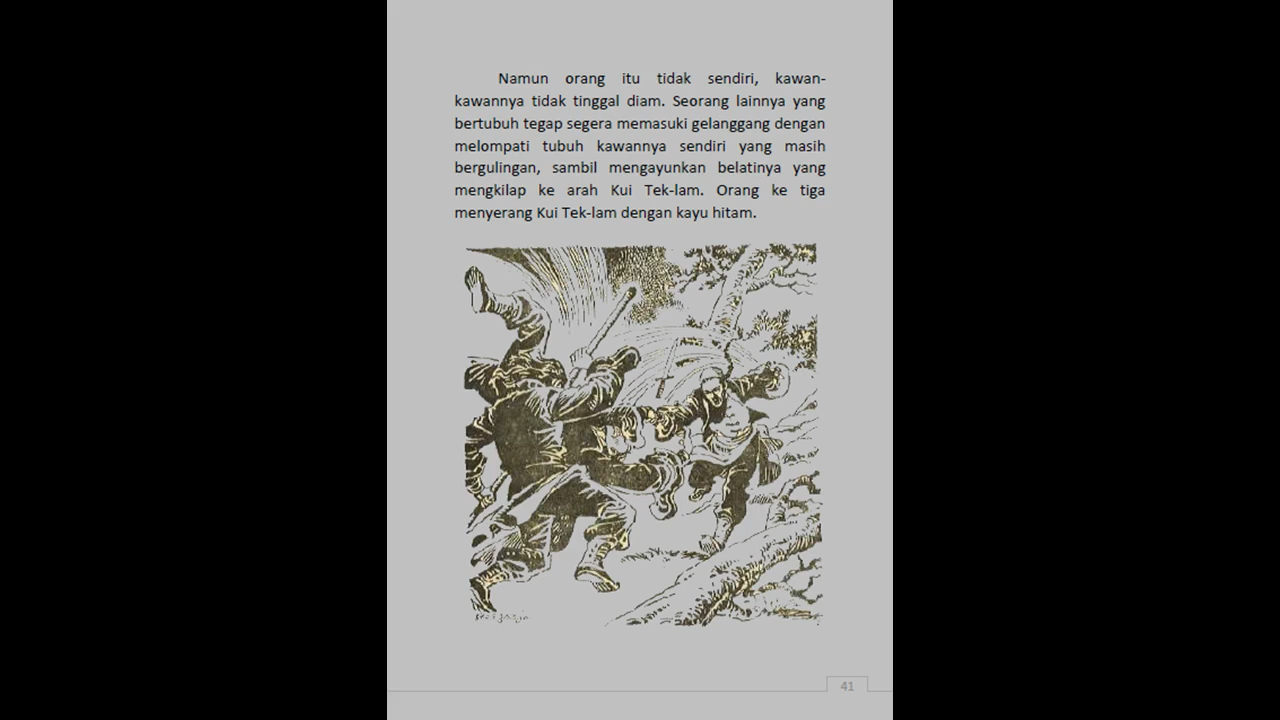 Namun orang itu tidak sendiri, kawan-
kawannya tidak tinggal diam. Seorang lainnya yang
bertubuh tegap segera memasuki gelanggang dengan
melompati tubuh kawannya sendiri yang masih
bergulingan, sambil mengayunkan belatinya yang
mengkilap ke arah Kui Tek-lam. Orang ke tiga
menyerang Kui Tek-lam dengan kayu hitam.
41